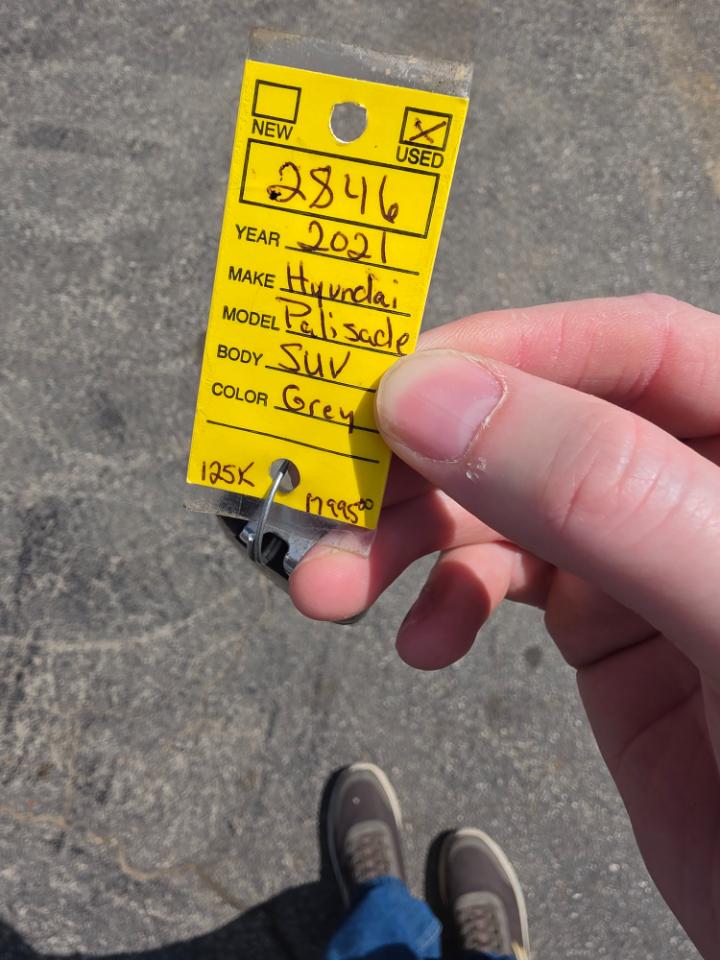 NEW
USED
2846
YEAR 2021
MAKE Hyundai
MODEL Palisade
BODY SUV
COLOR Grey
125K
17995⁰⁰